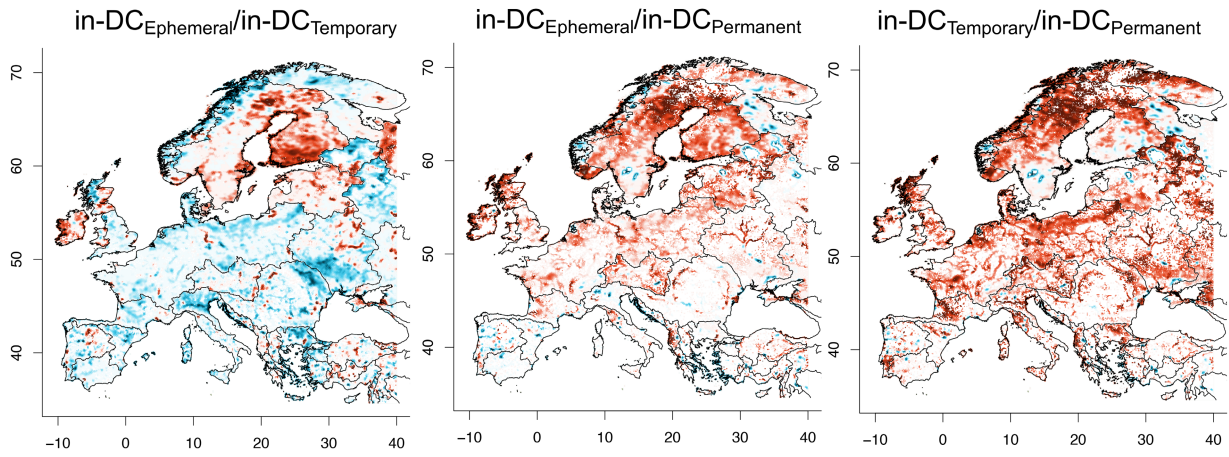 in-DCEphemeral/in-DCTemporary
in-DCEphemeral/in-DCPermanent
in-DCTemporary/in-DCPermanent
70
60
50
40
−10 0 10 20 30 40
70
60
50
40
−10 0 10 20 30 40
70
60
50
40
−10 0 10 20 30 40